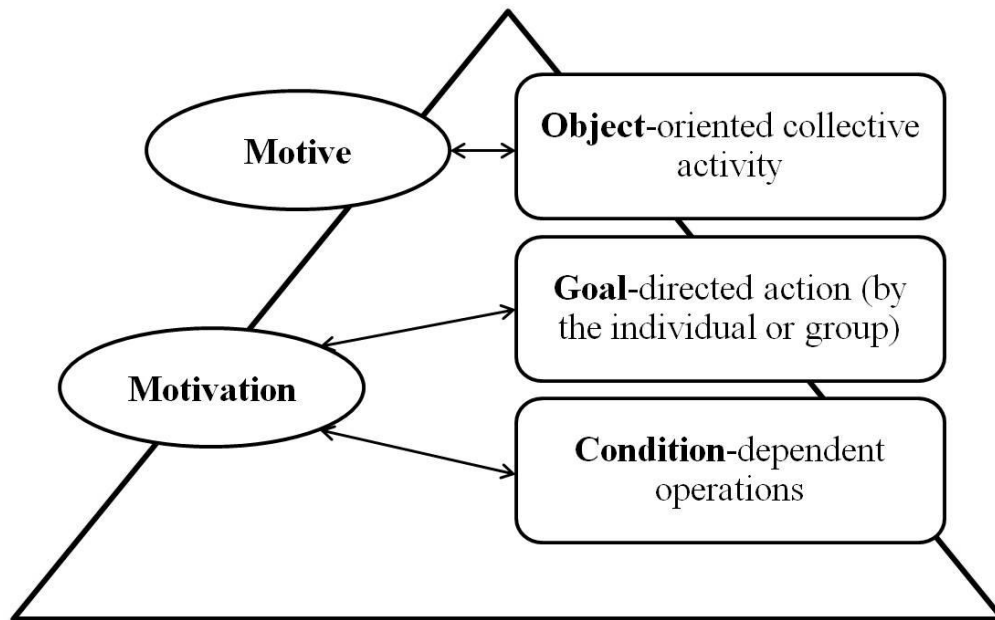 Motive
Object-oriented collective
activity
Goal-directed action (by
the individual or group)
Motivation
Condition-dependent
operations